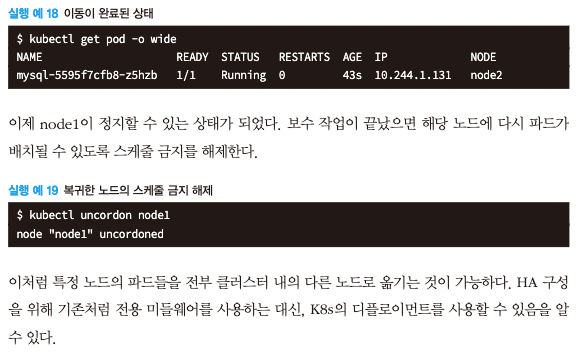 실행 예 18 이동이 완료된 상태
$ kubectl get pod -o wide
NAME READY STATUS RESTARTS AGE IP NODE
mysql-5595f7cfb8-z5hzb 1/1 Running 0 43s 10.244.1.131 node2
이제 node1이 정지할 수 있는 상태가 되었다. 보수 작업이 끝났으면 해당 노드에 다시 파드가
배치될 수 있도록 스케줄 금지를 해제한다.
실행 예 19 복귀한 노드의 스케줄 금지 해제
$ kubectl uncordon node1
node "node1" uncordoned
이처럼 특정 노드의 파드들을 전부 클러스터 내의 다른 노드로 옮기는 것이 가능하다. HA 구성
을 위해 기존처럼 전용 미들웨어를 사용하는 대신, K8s의 디플로이먼트를 사용할 수 있음을 알
수 있다.